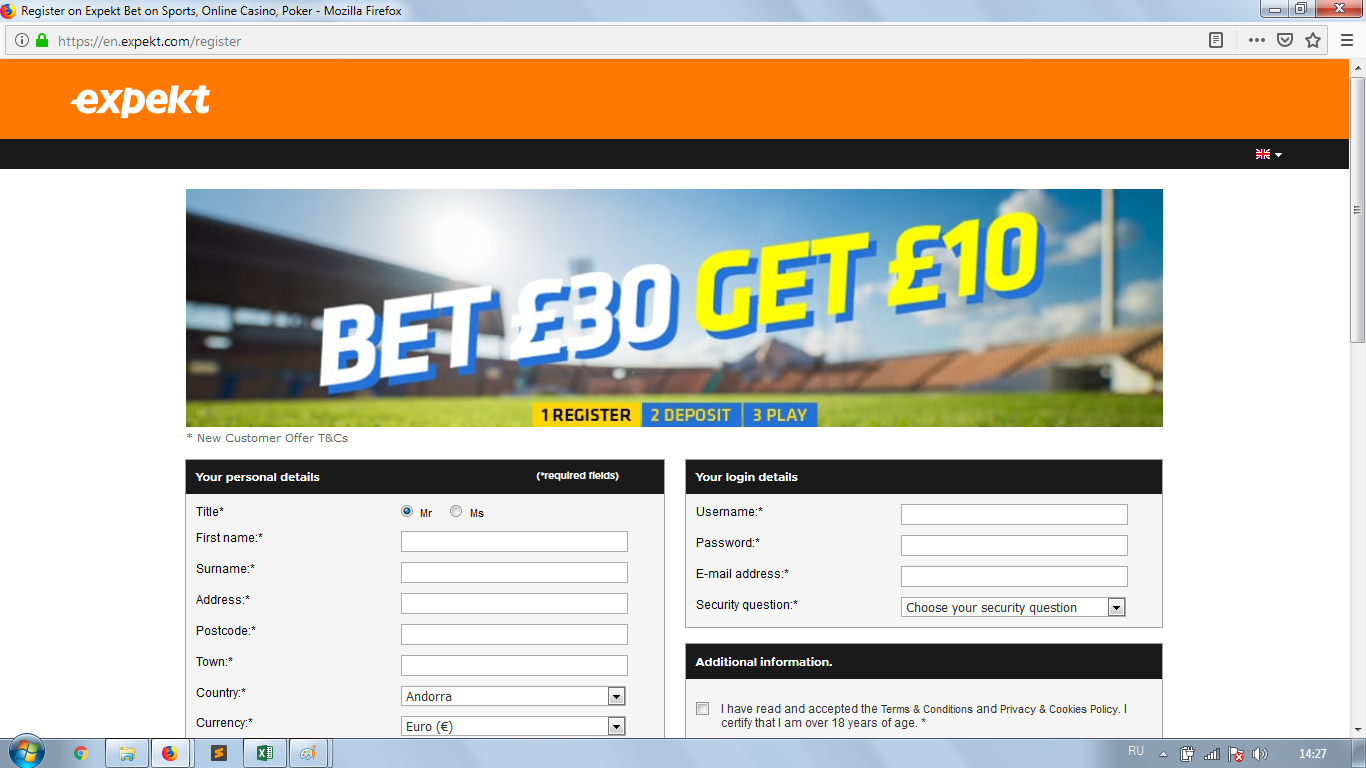 Register on Expekt Bet on Sports, Online Casino, Poker - Mozilla Firefox
https://en.expekt.com/register
expekt
BET £30 GET £10
1 REGISTER 2 DEPOSIT 3 PLAY
* New Customer Offer T&Cs
Your personal details (*required fields)
Title* Mr Ms
First name:*
Surname:*
Address:*
Postcode:*
Town:*
Country:* Andorra
Currency:* Euro (€)
Your login details
Username:*
Password:*
E-mail address:*
Security question:* Choose your security question
Additional information.
I have read and accepted the Terms & Conditions and Privacy & Cookies Policy. I
certify that I am over 18 years of age. *
RU 14:27